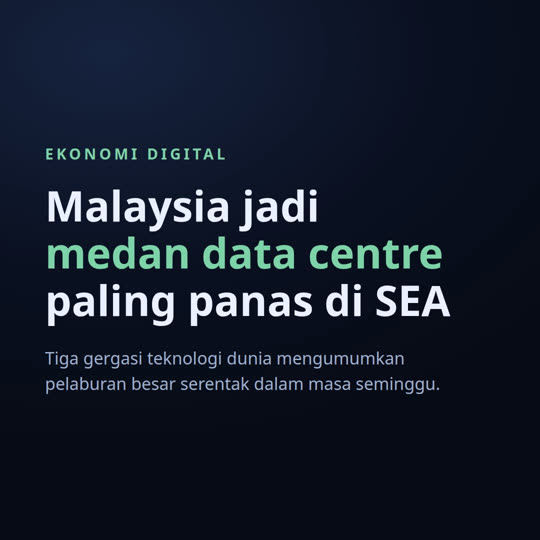 EKONOMI DIGITAL
Malaysia jadi
medan data centre
paling panas di SEA
Tiga gergasi teknologi dunia mengumumkan
pelaburan besar serentak dalam masa seminggu.